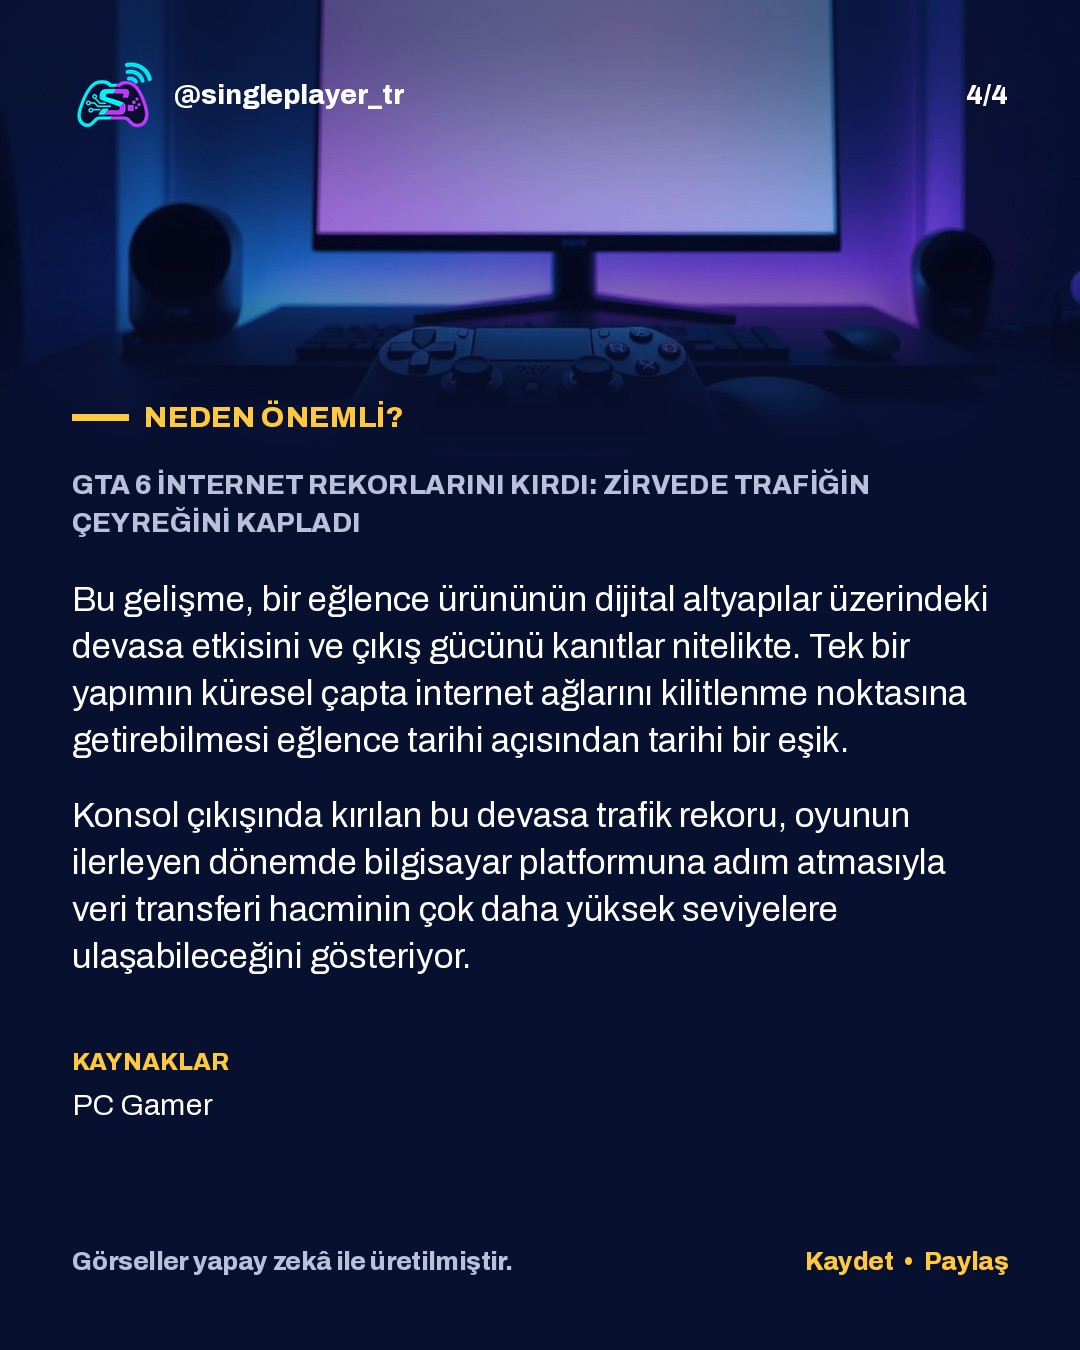 @singleplayer_tr
4/4
NEDEN ÖNEMLİ?
GTA 6 İNTERNET REKORLARINI KIRDI: ZİRVEDE TRAFİĞİN
ÇEYREĞİNİ KAPLADI
Bu gelişme, bir eğlence ürününün dijital altyapılar üzerindeki
devasa etkisini ve çıkış gücünü kanıtlar nitelikte. Tek bir
yapımın küresel çapta internet ağlarını kilitlenme noktasına
getirebilmesi eğlence tarihi açısından tarihi bir eşik.
Konsol çıkışında kırılan bu devasa trafik rekoru, oyunun
ilerleyen dönemde bilgisayar platformuna adım atmasıyla
veri transferi hacminin çok daha yüksek seviyelere
ulaşabileceğini gösteriyor.
KAYNAKLAR
PC Gamer
Görseller yapay zekâ ile üretilmiştir.
Kaydet • Paylaş